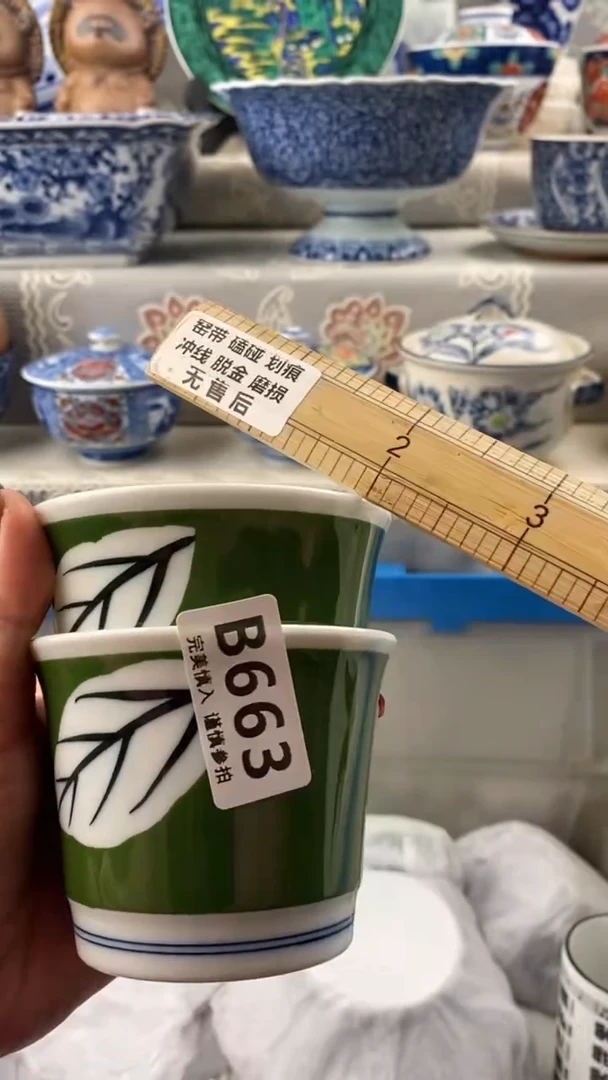 窑带 磕碰 划痕
冲线 脱金 磨损
无售后
2
3
B663
完美慎入 谨慎参拍